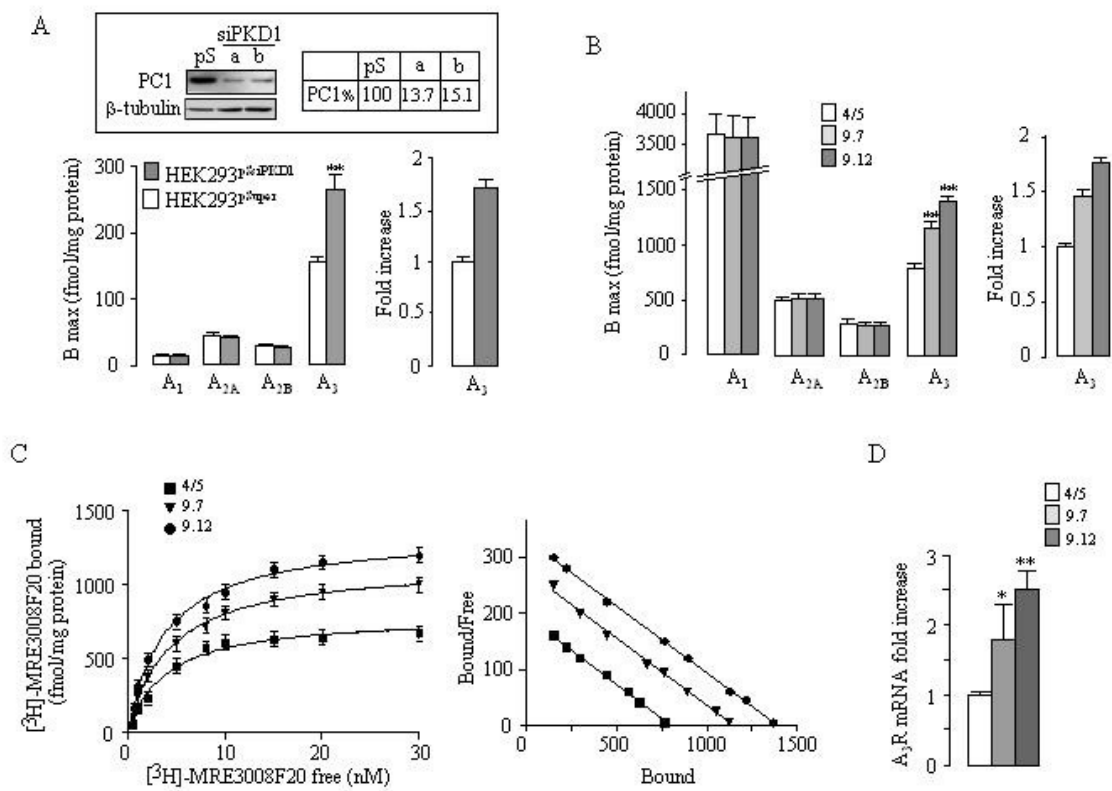 A
siPKD1
pS a b
PC1
β-tubulin
pS a b
PC1% 100 13.7 15.1
B max (fmol/mg protein)
300
200
100
0
HEK293pSsiPKD1
HEK293pSuper
**
A1 A2A A2B A3
Fold increase
2
1
0
A3
B
4/5
9.7
9.12
B max (fmol/mg protein)
4000
3500
1500
1000
500
0
**
**
A1 A2A A2B A3
Fold increase
2
1.5
1
0.5
0
A3
C
4/5
9.7
9.12
[3H]-MRE3008F20 bound
(fmol/mg protein)
1500
1000
500
0
0 10 20 30
[3H]-MRE3008F20 free (nM)
Bound/Free
300
200
100
0
0 500 1000 1500
Bound
D
4/5
9.7
9.12
A3R mRNA fold increase
3
2
1
0
*
**